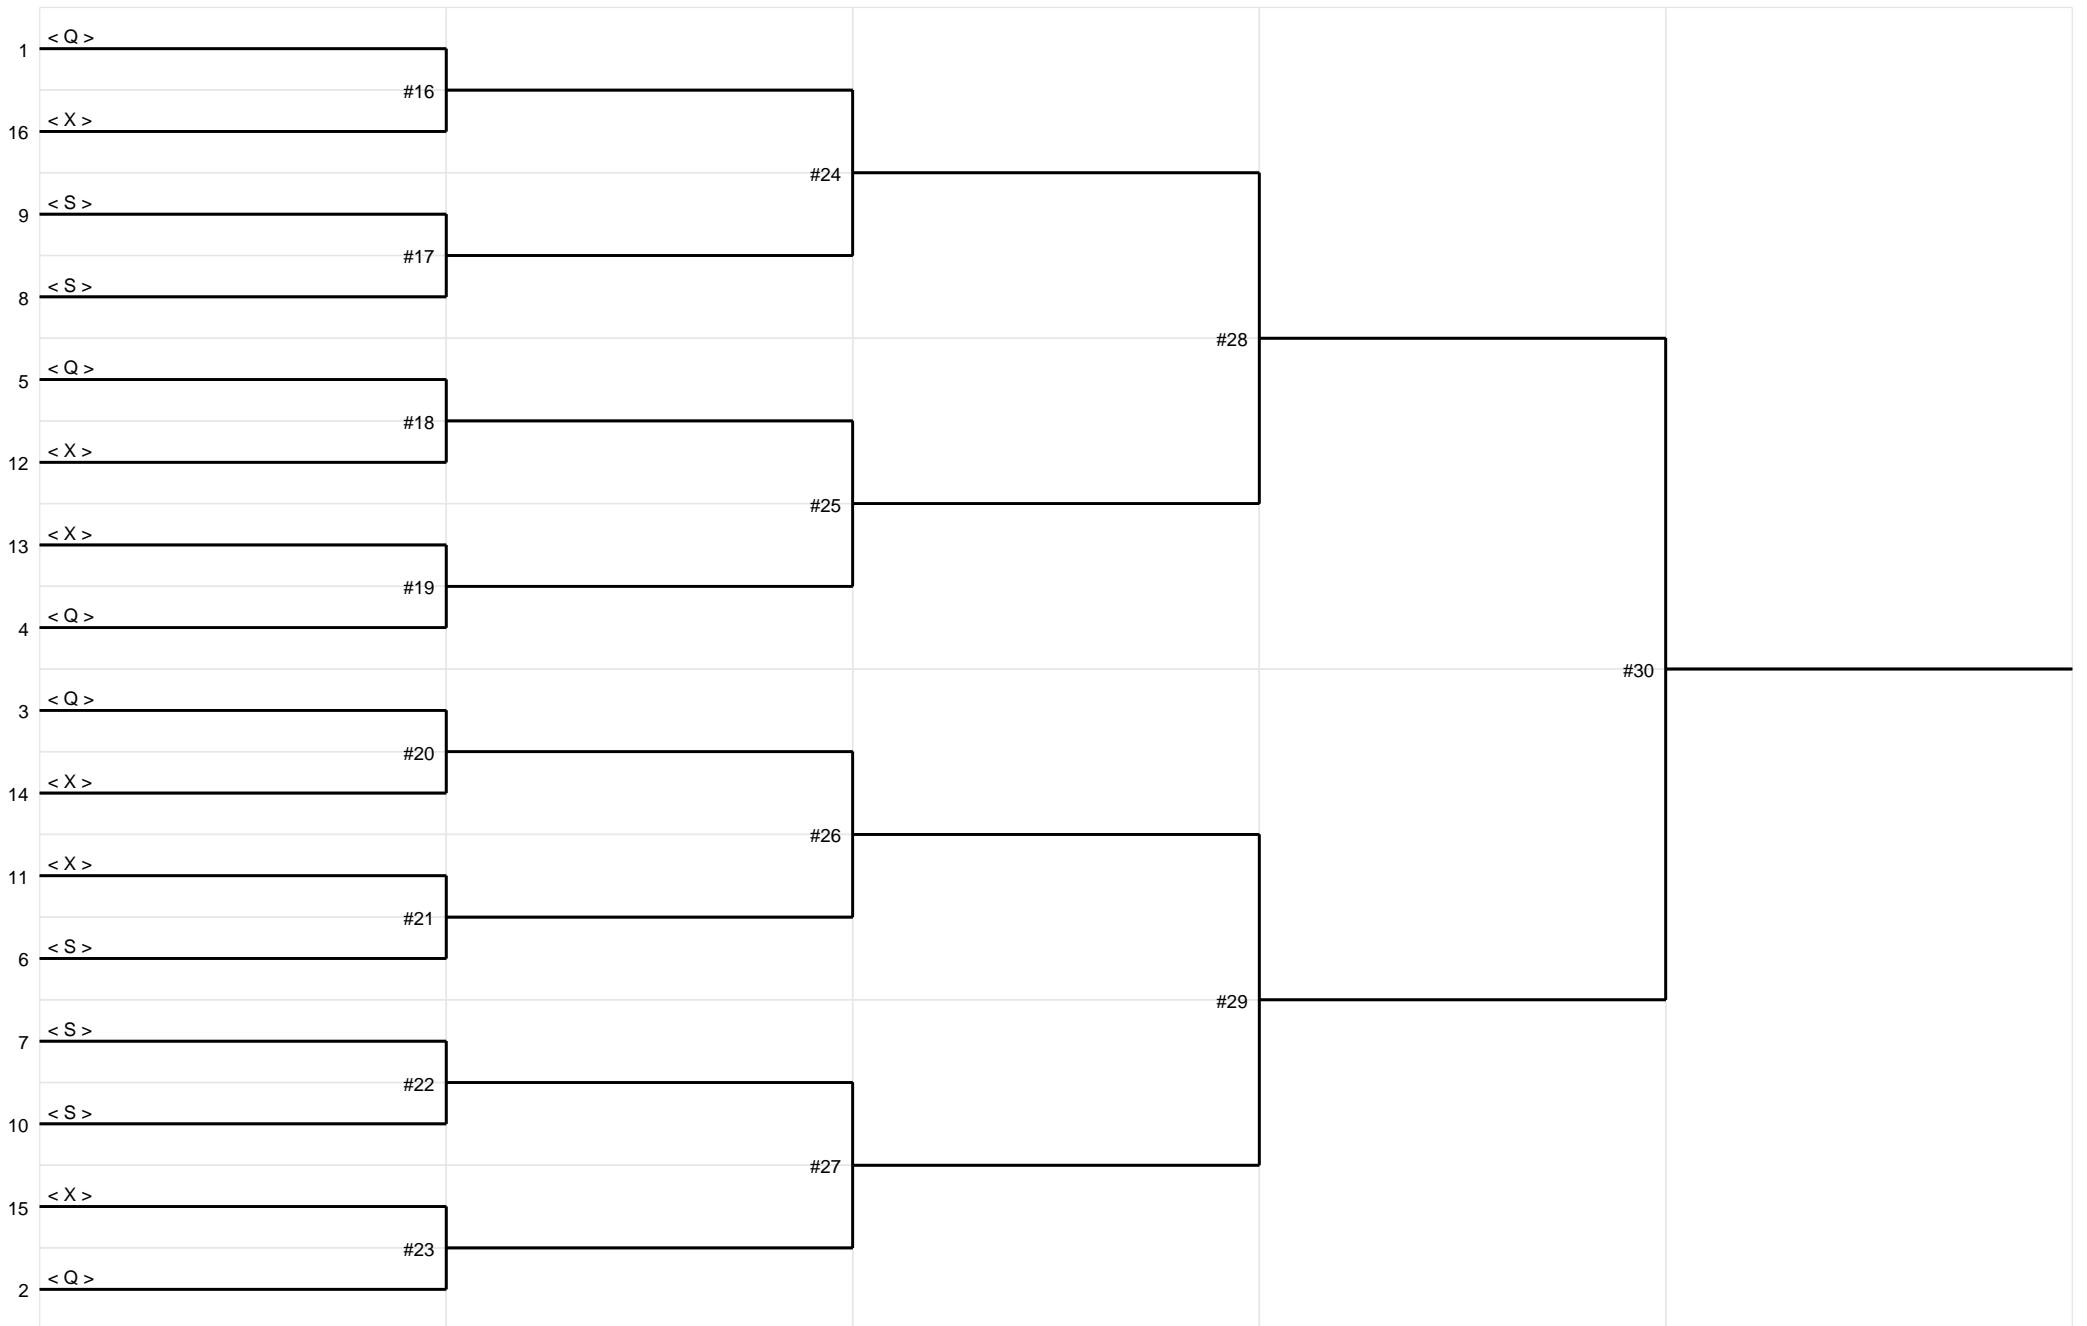 < Q >
1
#16
< X >
16
#24
< S >
9
#17
< S >
8
#28
< Q >
5
#18
< X >
12
#25
< X >
13
#19
< Q >
4
#30
< Q >
3
#20
< X >
14
#26
< X >
11
#21
< S >
6
#29
< S >
7
#22
< S >
10
#27
< X >
15
#23
< Q >
2